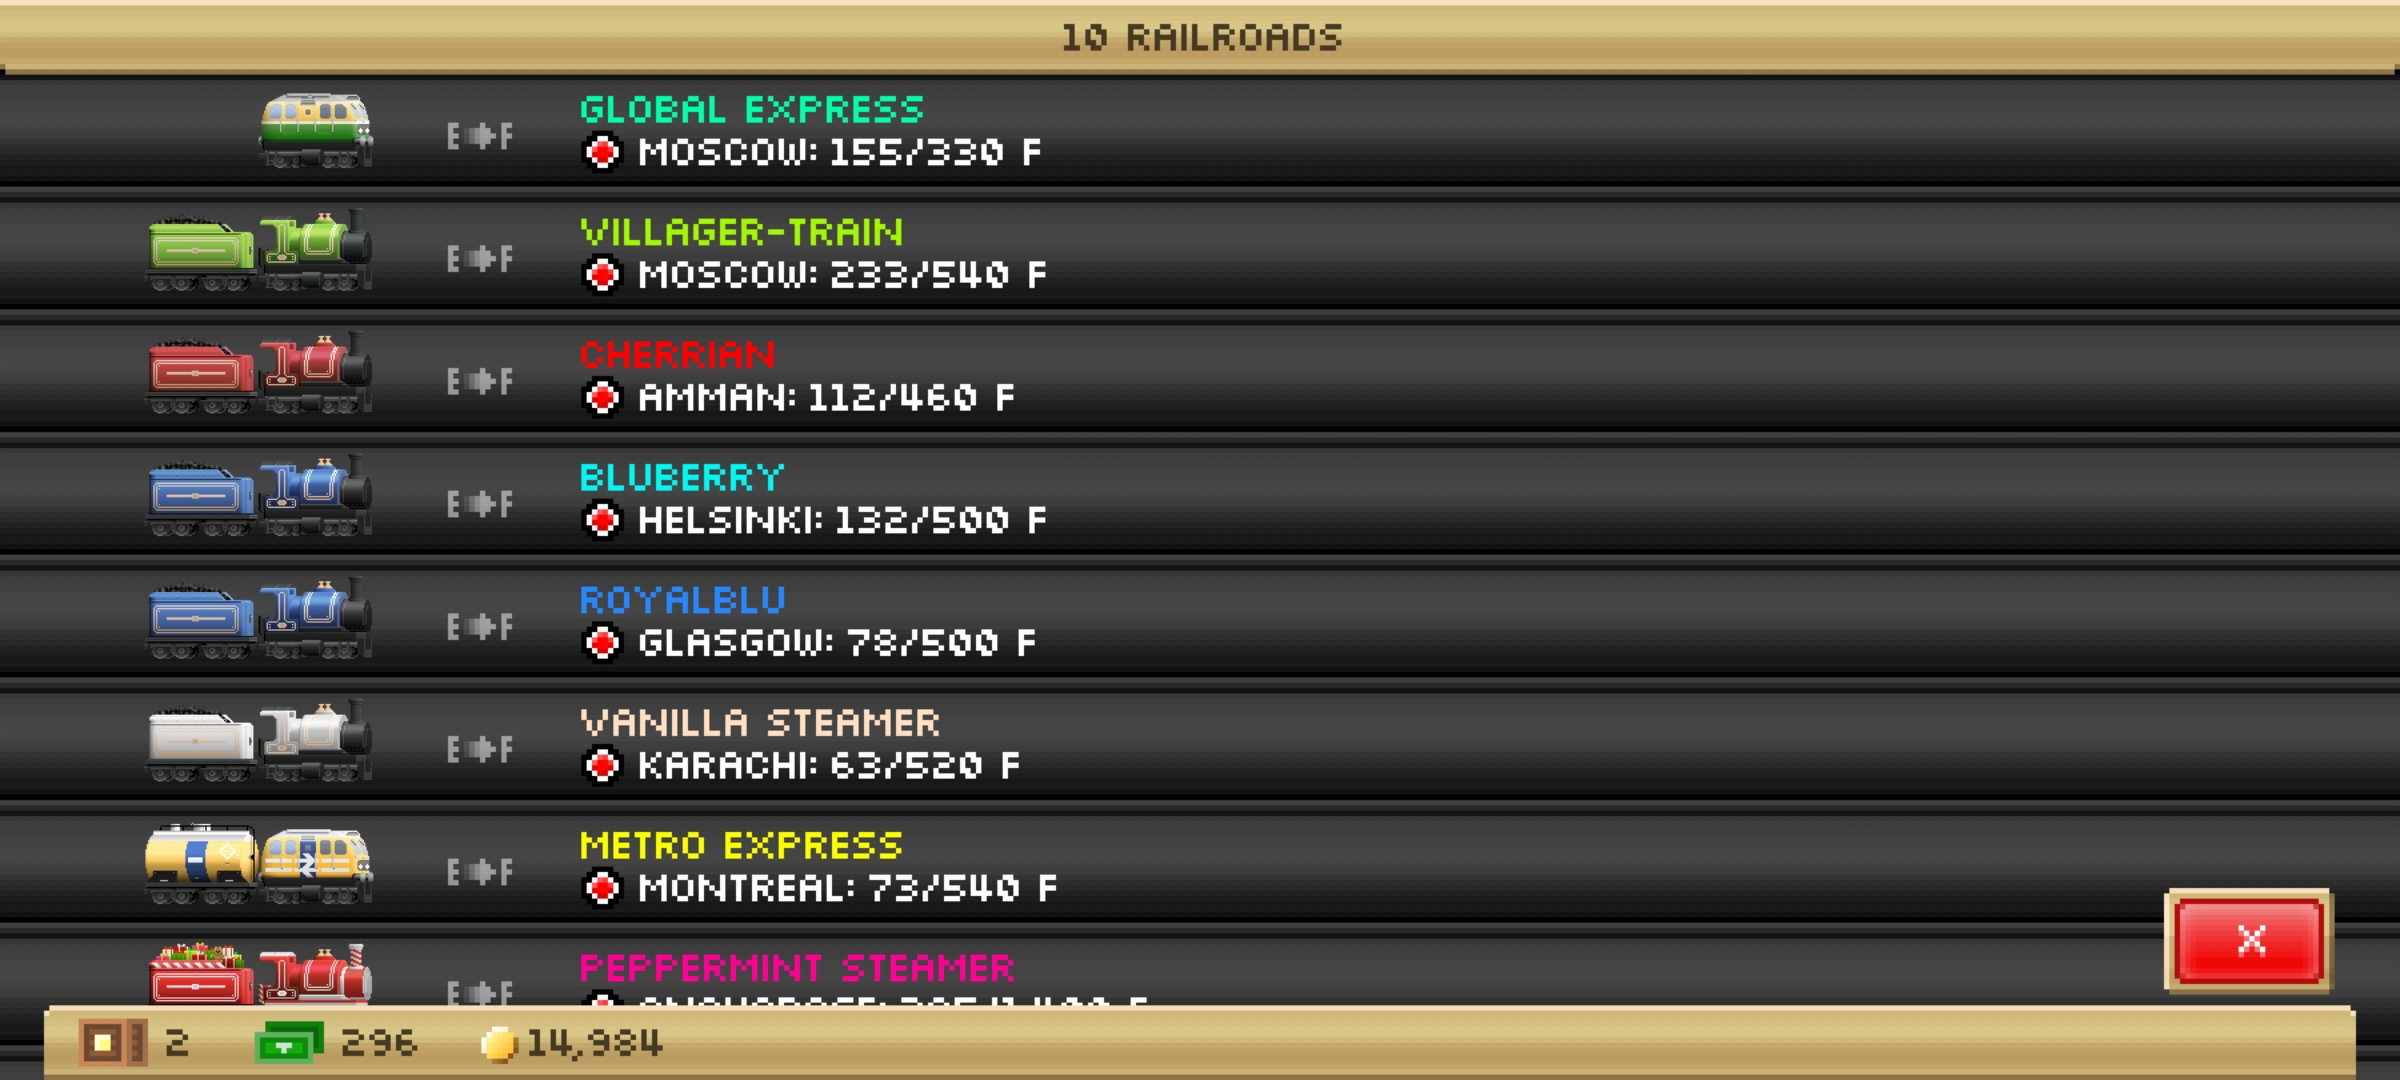 10 RAILROADS
E F
GLOBAL EXPRESS
MOSCOW: 155/330 F
E F
VILLAGER-TRAIN
MOSCOW: 233/540 F
E F
CHERRIAN
AMMAN: 112/460 F
E F
BLUBERRY
HELSINKI: 132/500 F
E F
ROYALBLU
GLASGOW: 78/500 F
E F
VANILLA STEAMER
KARACHI: 63/520 F
E F
METRO EXPRESS
MONTREAL: 73/540 F
E F
PEPPERMINT STEAMER
X
2 296 14,984